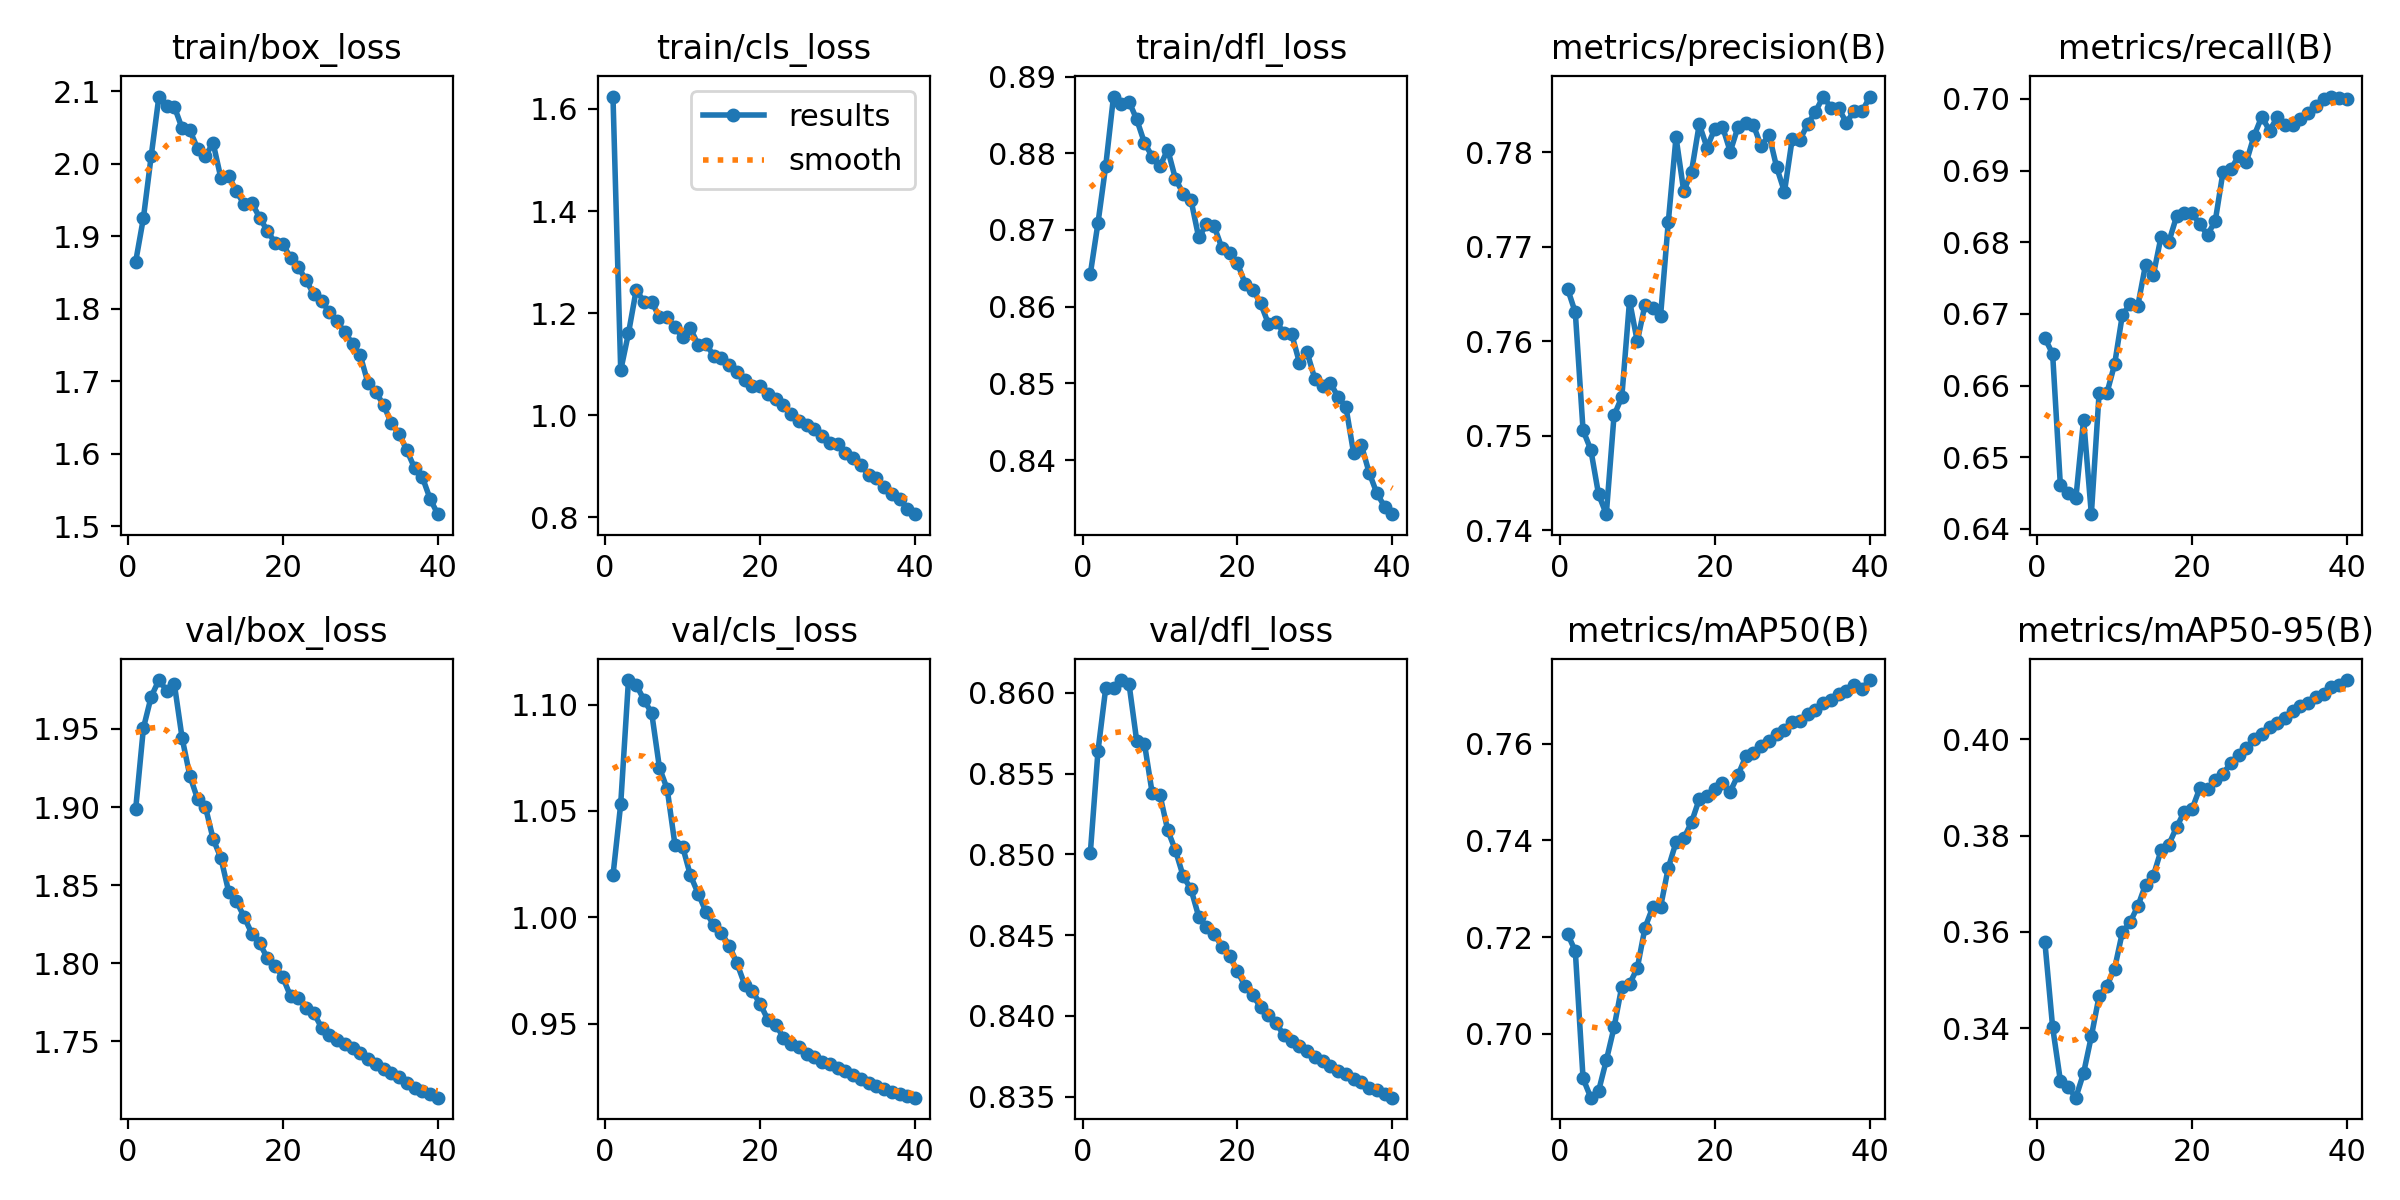 train/box_loss
2.1
2.0
1.9
1.8
1.7
1.6
1.5
0 20 40
train/cls_loss
results
smooth
1.6
1.4
1.2
1.0
0.8
0 20 40
train/dfl_loss
0.89
0.88
0.87
0.86
0.85
0.84
0 20 40
metrics/precision(B)
0.78
0.77
0.76
0.75
0.74
0 20 40
metrics/recall(B)
0.70
0.69
0.68
0.67
0.66
0.65
0.64
0 20 40
val/box_loss
1.95
1.90
1.85
1.80
1.75
0 20 40
val/cls_loss
1.10
1.05
1.00
0.95
0 20 40
val/dfl_loss
0.860
0.855
0.850
0.845
0.840
0.835
0 20 40
metrics/mAP50(B)
0.76
0.74
0.72
0.70
0 20 40
metrics/mAP50-95(B)
0.40
0.38
0.36
0.34
0 20 40